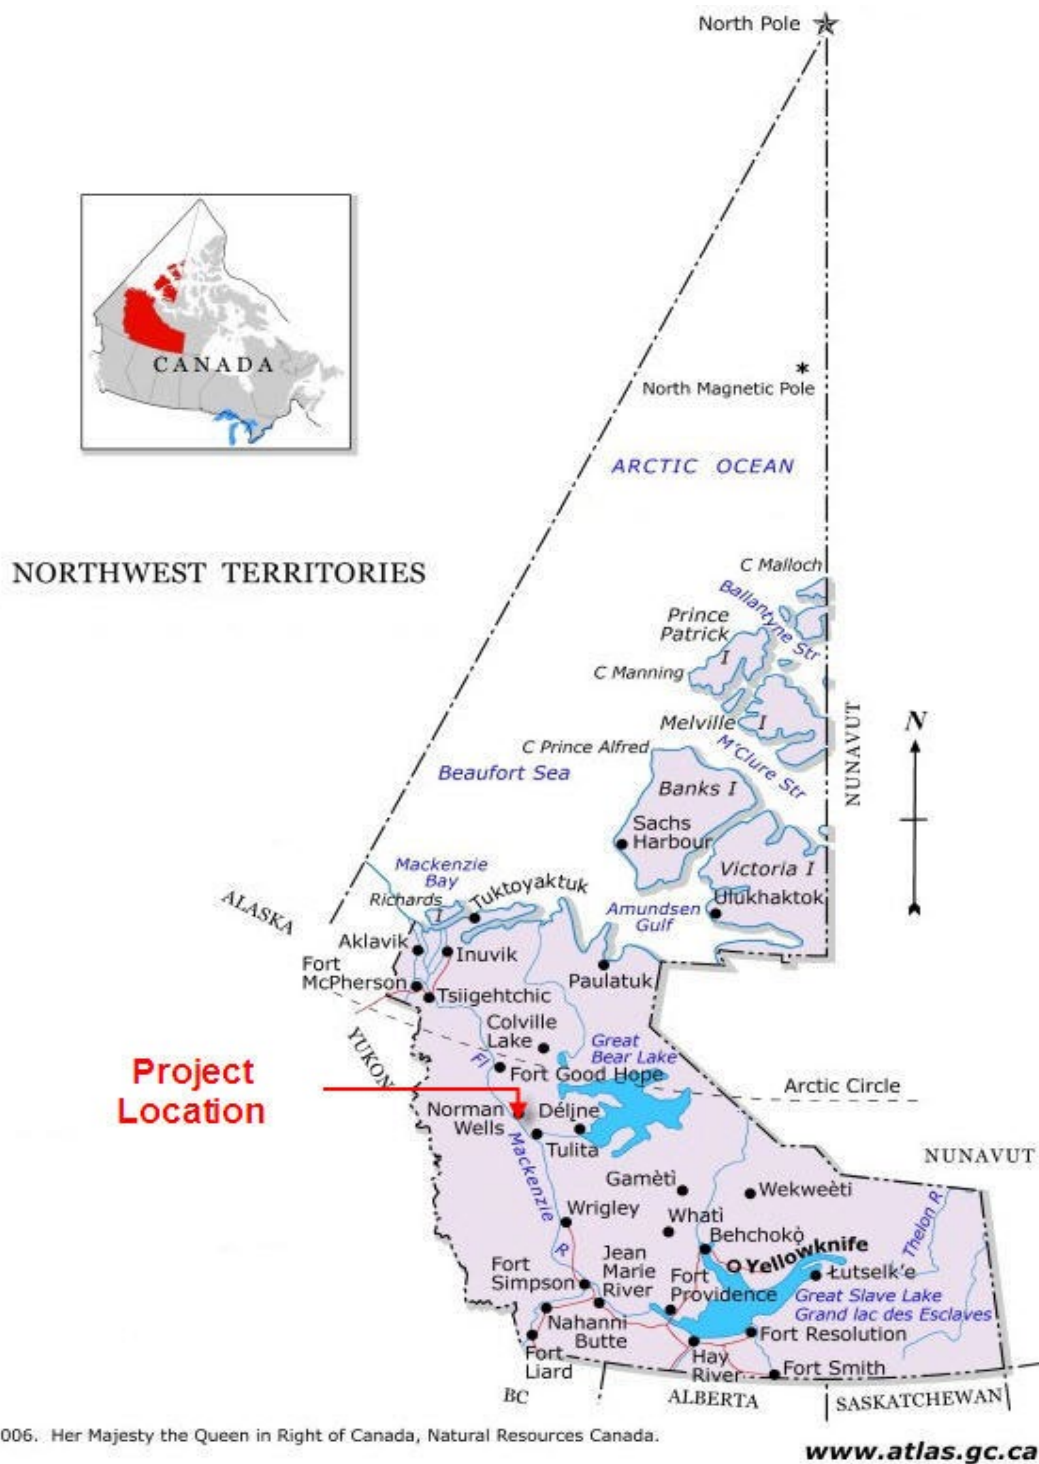 North Pole
CANADA
North Magnetic Pole
ARCTIC OCEAN
NORTHWEST TERRITORIES
C Malloch
Ballantyne Str
Prince
Patrick
I
C Manning
Melville I
M'Clure Str
NUNAVUT
N
C Prince Alfred
Beaufort Sea
Banks I
Sachs
Harbour
Victoria I
Mackenzie
Bay
Richards
I
Tuktoyaktuk
Ulukhaktok
Amundsen
Gulf
ALASKA
Aklavik
Inuvik
Fort
McPherson
Tsiigehtchic
Paulatuk
YUKON
Colville
Lake
Great
Bear Lake
Fl
Fort Good Hope
Arctic Circle
Project
Location
Norman
Wells
Déline
Tulita
Mackenzie
R
NUNAVUT
Gamètì
Wekweètì
Wrigley
Whatì
Behchokò
Yellowknife
Thelon R
Fort
Simpson
Jean
Marie
River
Fort
Providence
Łutselk'e
Great Slave Lake
Grand lac des Esclaves
Nahanni
Butte
Fort Resolution
Fort
Liard
Hay
River
Fort Smith
BC
ALBERTA
SASKATCHEWAN
006. Her Majesty the Queen in Right of Canada, Natural Resources Canada.
www.atlas.gc.ca